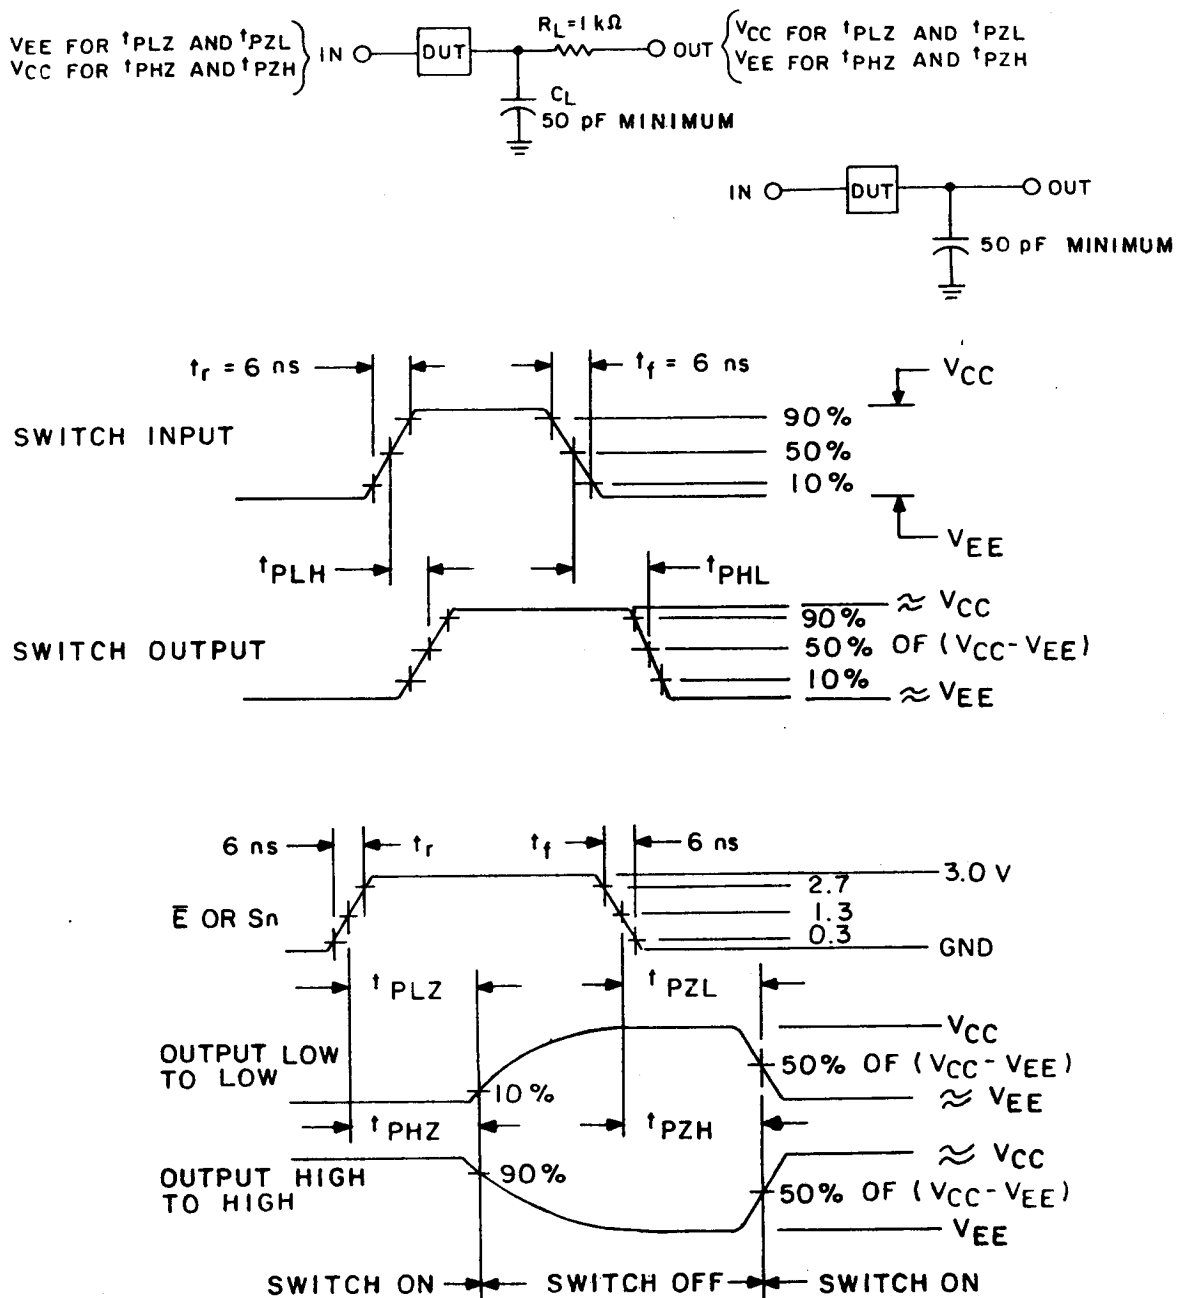 VEE FOR tPLZ AND tPZL
VCC FOR tPHZ AND tPZH
IN
DUT
RL=1 kΩ
OUT
VCC FOR tPLZ AND tPZL
VEE FOR tPHZ AND tPZH
CL
50 pF MINIMUM
IN
DUT
OUT
50 pF MINIMUM
tr = 6 ns
tf = 6 ns
VCC
SWITCH INPUT
90%
50%
10%
VEE
tPLH
tPHL
≈ VCC
90%
SWITCH OUTPUT
50% OF (VCC-VEE)
10%
≈ VEE
6 ns
tr
tf
6 ns
3.0 V
2.7
E̅ OR Sn
1.3
0.3
GND
tPLZ
tPZL
VCC
OUTPUT LOW
TO LOW
50% OF (VCC-VEE)
10%
≈ VEE
tPHZ
tPZH
≈ VCC
OUTPUT HIGH
TO HIGH
90%
50% OF (VCC-VEE)
VEE
SWITCH ON
SWITCH OFF
SWITCH ON